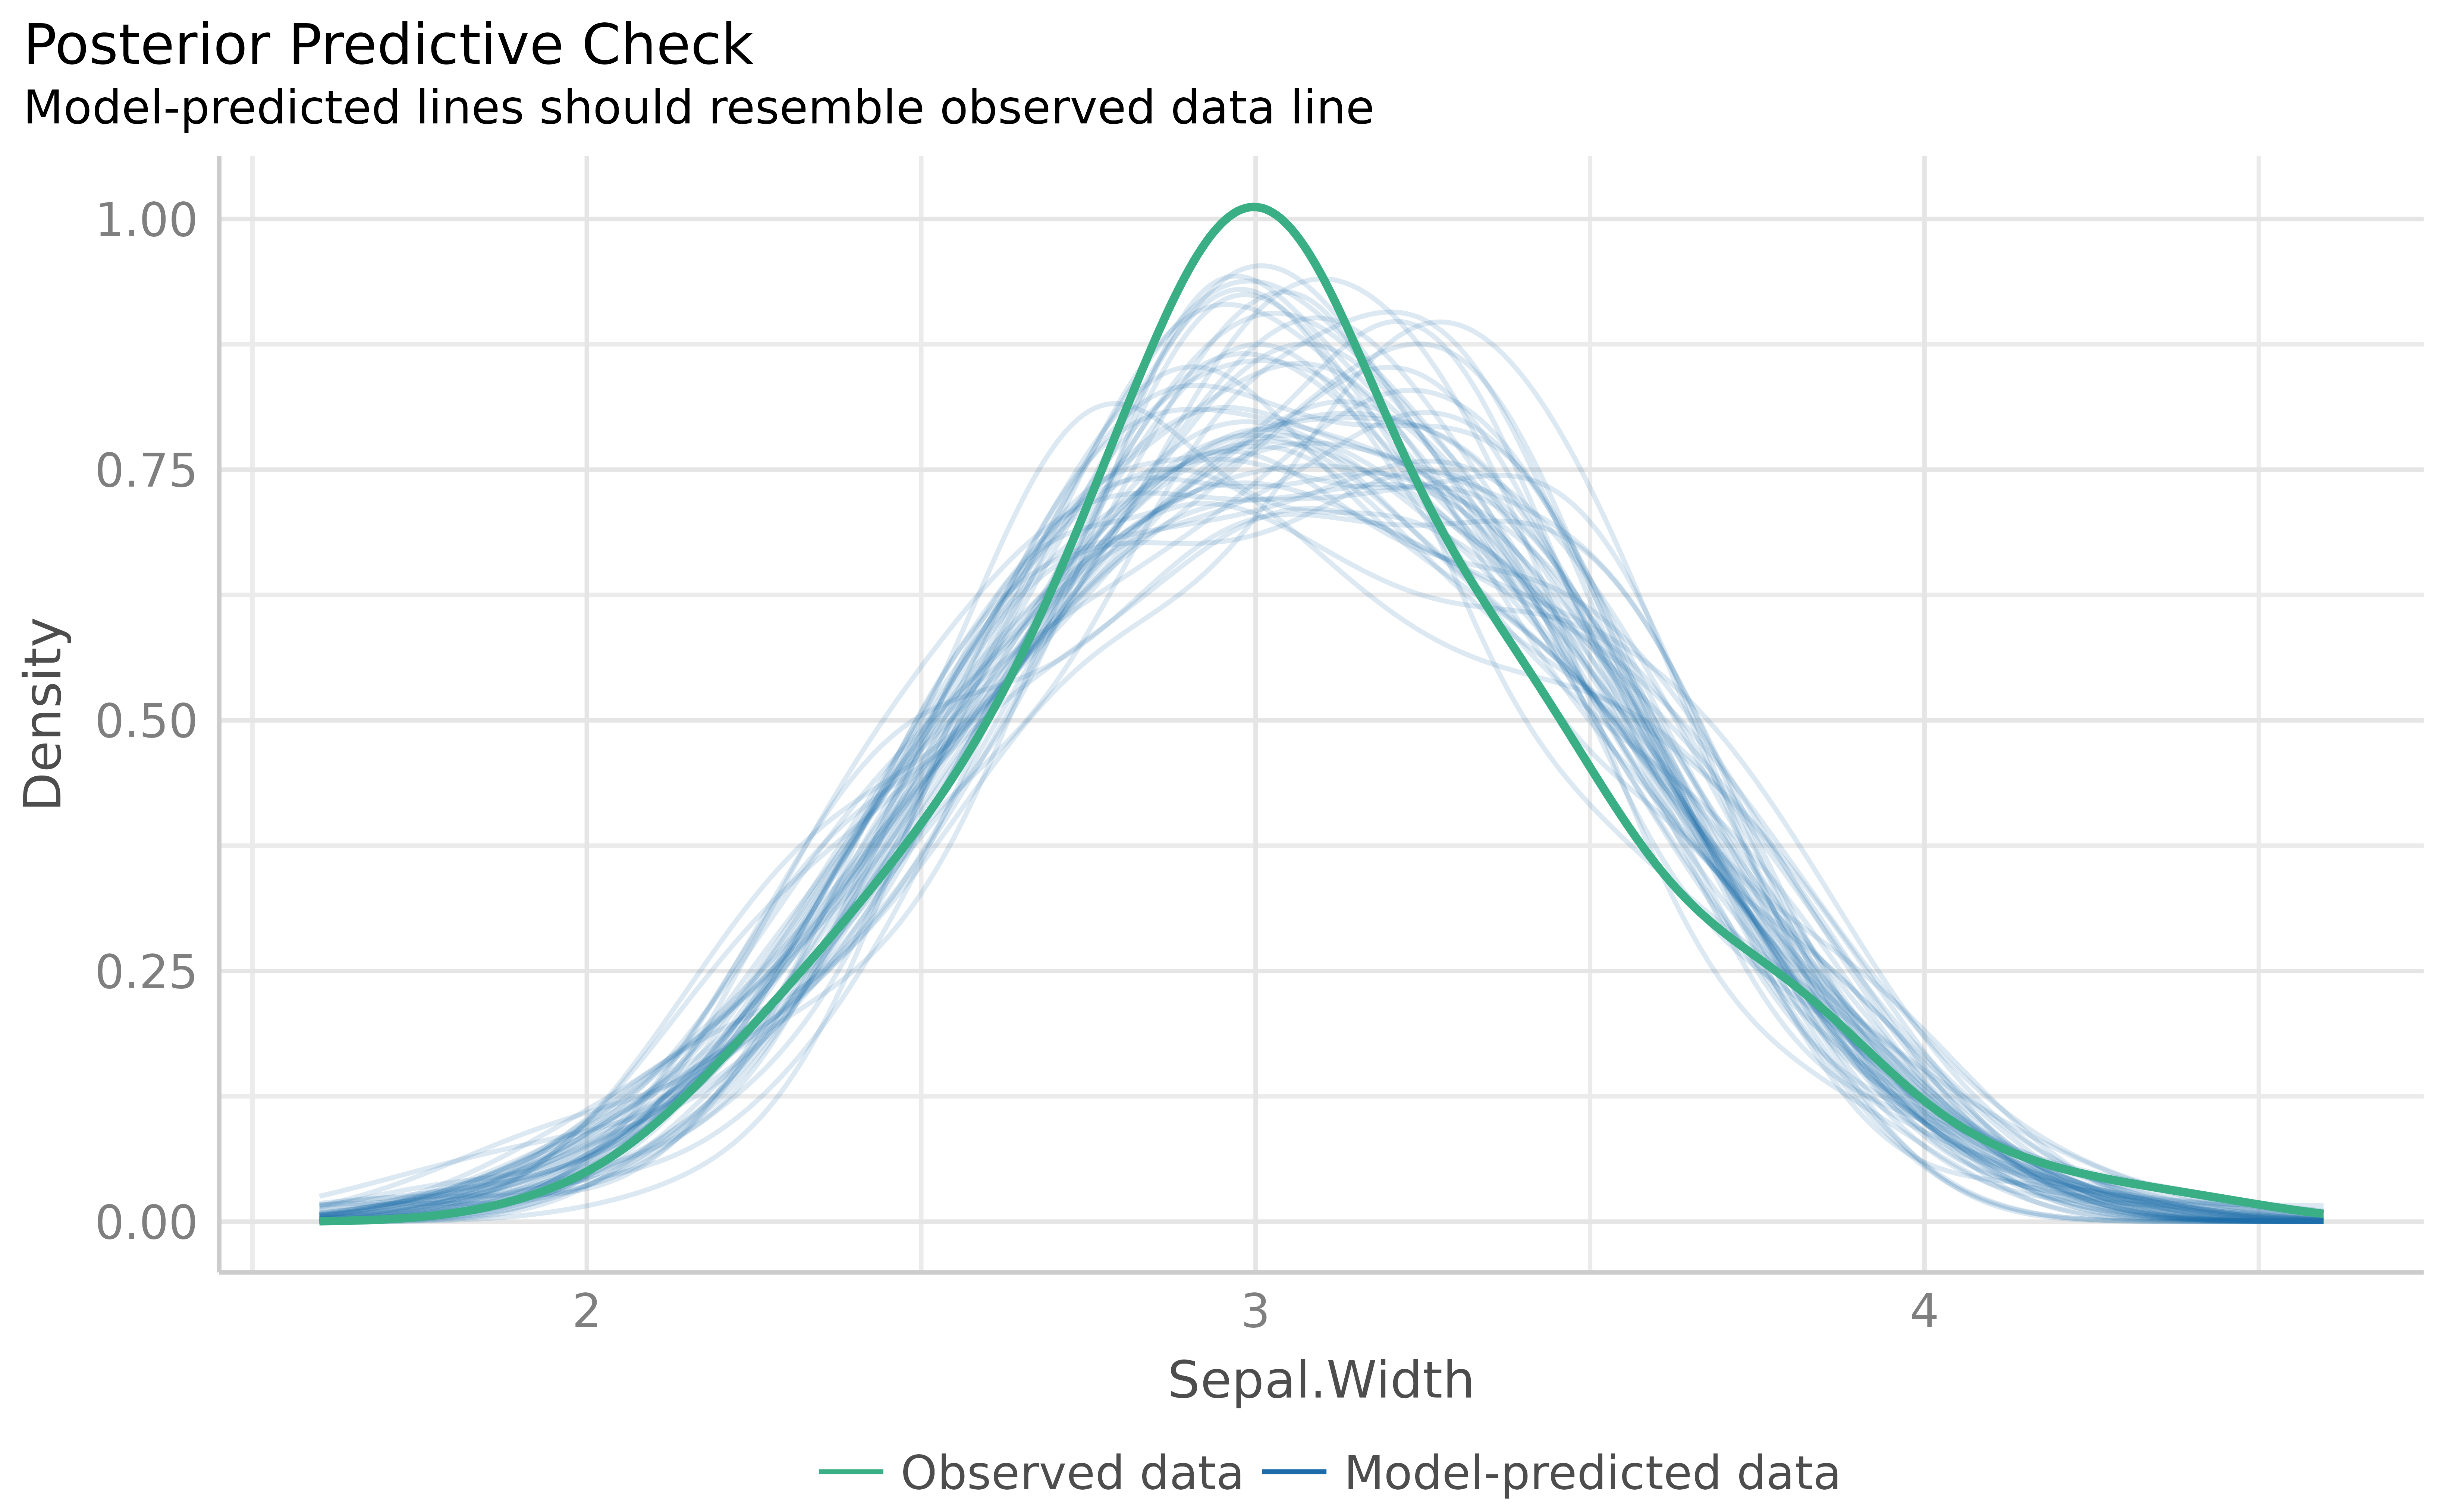 Posterior Predictive Check
Model-predicted lines should resemble observed data line
Density
1.00
0.75
0.50
0.25
0.00
2 3 4
Sepal.Width
Observed data Model-predicted data